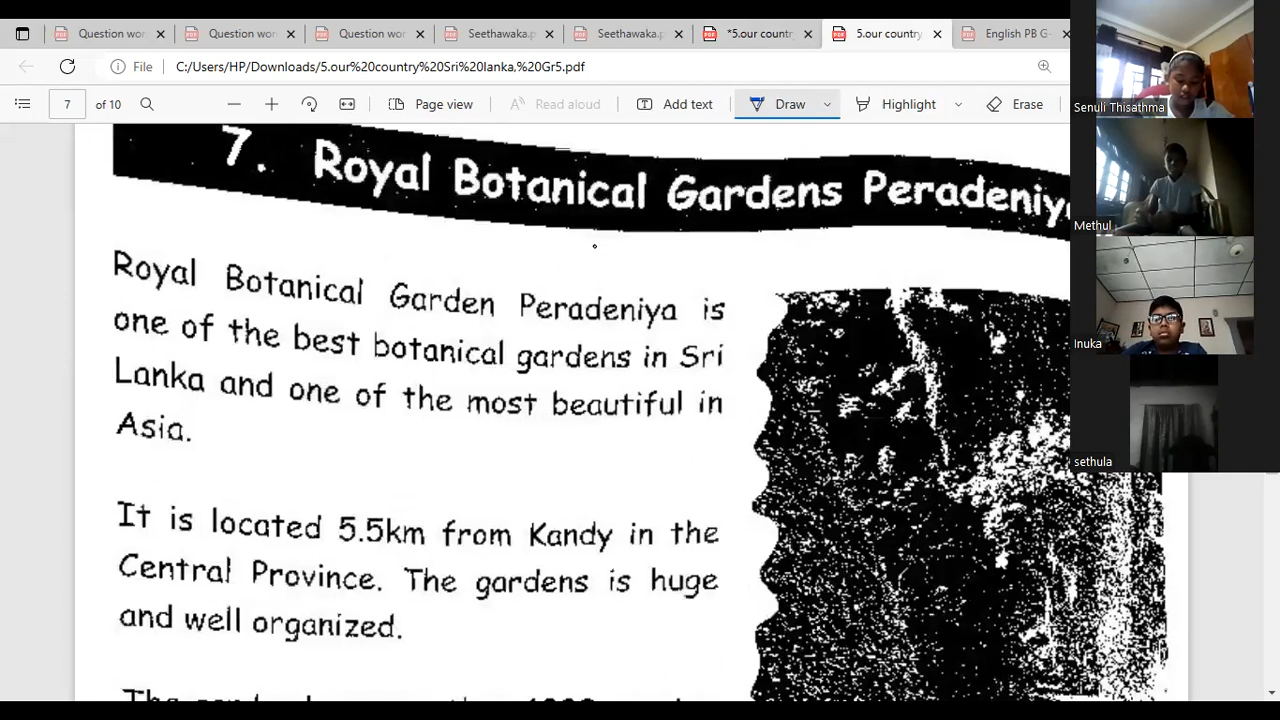 Question wor
Question wor
Question wor
Seethawaka.p
Seethawaka.p
*5.our countr
5.our country
English PB G-
File
C:/Users/HP/Downloads/5.our%20country%20Sri%20lanka,%20Gr5.pdf
7 of 10
Page view
Read aloud
Add text
Draw
Highlight
Erase
7. Royal Botanical Gardens Peradeniy
Royal Botanical Garden Peradeniya is
one of the best botanical gardens in Sri
Lanka and one of the most beautiful in
Asia.
It is located 5.5km from Kandy in the
Central Province. The gardens is huge
and well organized.
Senuli Thisathma
Methul
Inuka
sethula